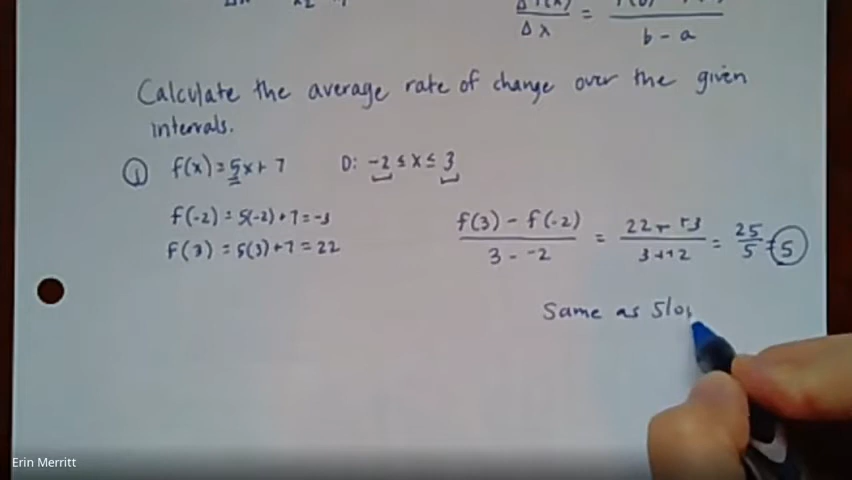 b - a
Δx
=
Calculate the average rate of change over the given
intervals.
① f(x) = 5x + 7 D: -2 ≤ x ≤ 3
f(-2) = 5(-2) + 7 = -3
f(3) = 5(3) + 7 = 22
f(3) - f(-2) / 3 - -2 = 22 + +3 / 3 + +2 = 25/5 = 5
Same as Slop
Erin Merritt